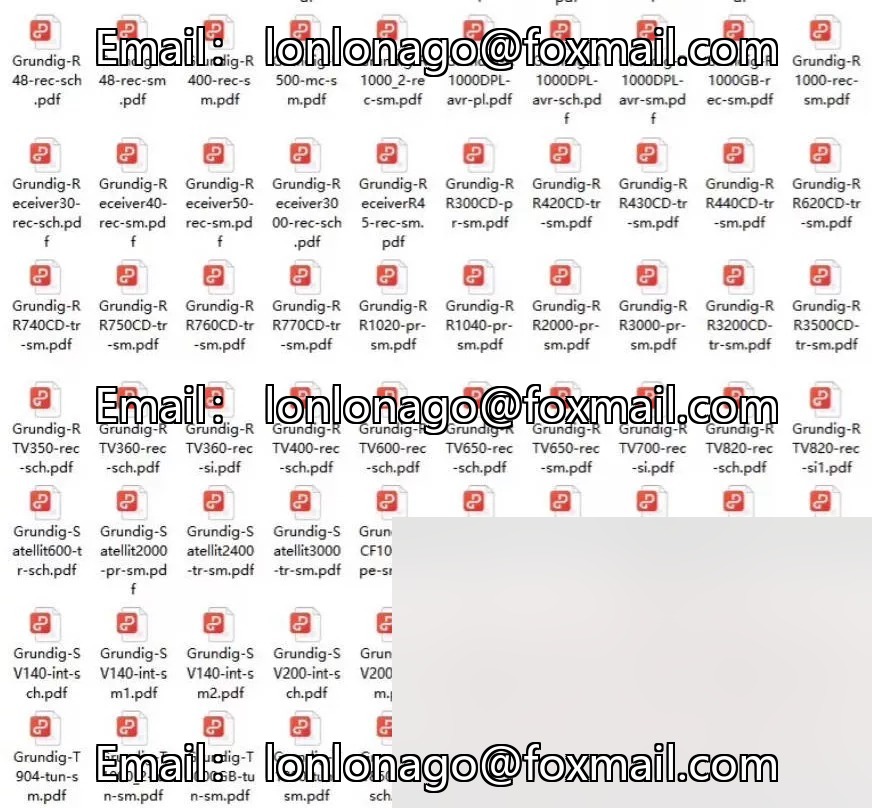 Email: lonlonago@foxmail.com
Grundig-R Grundig-R
48-rec-sch 48-rec-sm 400-rec-s 500-mc-s 1000_2-re 1000DPL- 1000DPL- 1000DPL- 1000GB-r 1000-rec-
.pdf .pdf m.pdf m.pdf c-sm.pdf avr-pl.pdf avr-sch.pd avr-sm.pd ec-sm.pdf sm.pdf
f f
Grundig-R Grundig-R Grundig-R Grundig-R Grundig-R Grundig-R Grundig-R Grundig-R Grundig-R Grundig-R
eceiver30- eceiver40- eceiver50- eceiver30 eceiverR4 R300CD-p R420CD-tr R430CD-tr R440CD-tr R620CD-tr
rec-sch.pd rec-sm.pd rec-sm.pd 00-rec-sch 5-rec-sm. r-sm.pdf -sm.pdf -sm.pdf -sm.pdf -sm.pdf
f f f .pdf pdf
Grundig-R Grundig-R Grundig-R Grundig-R Grundig-R Grundig-R Grundig-R Grundig-R Grundig-R Grundig-R
R740CD-tr R750CD-tr R760CD-tr R770CD-tr R1020-pr- R1040-pr- R2000-pr- R3000-pr- R3200CD- R3500CD-
-sm.pdf -sm.pdf -sm.pdf -sm.pdf sm.pdf sm.pdf sm.pdf sm.pdf tr-sm.pdf tr-sm.pdf
Email: lonlonago@foxmail.com
Grundig-R Grundig-R Grundig-R Grundig-R Grundig-R Grundig-R Grundig-R Grundig-R Grundig-R Grundig-R
TV350-rec TV360-rec TV360-rec TV400-rec TV600-rec TV650-rec TV650-rec TV700-rec TV820-rec TV820-rec
-sch.pdf -sch.pdf -si.pdf -sch.pdf -sch.pdf -sch.pdf -sm.pdf -si.pdf -sch.pdf -si1.pdf
Grundig-S Grundig-S Grundig-S Grundig-S
atellit600-t atellit2000 atellit2400 atellit3000 CF10
r-sch.pdf -pr-sm.pd -tr-sm.pdf -tr-sm.pdf
f
Grundig-S Grundig-S Grundig-S Grundig-S
V140-int-s V140-int-s V140-int-s V200-int-s V200
ch.pdf m1.pdf m2.pdf ch.pdf
Email: lonlonago@foxmail.com
Grundig-T
904-tun-s
m.pdf n-sm.pdf n-sm.pdf sm.pdf sch